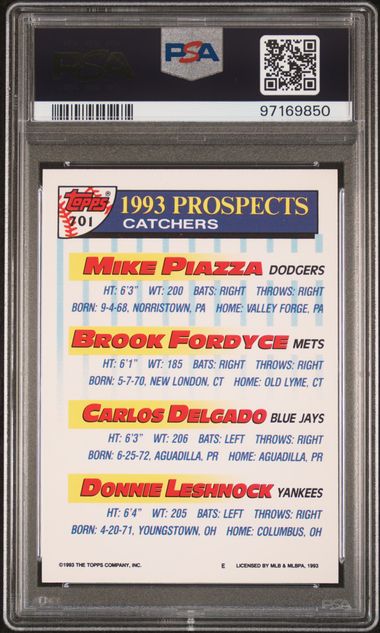 PSA
PSA
97169850
Topps®
701
1993 PROSPECTS
CATCHERS
MIKE PIAZZA DODGERS
HT: 6'3" WT: 200 BATS: RIGHT THROWS: RIGHT
BORN: 9-4-68, NORRISTOWN, PA HOME: VALLEY FORGE, PA
BROOK FORDYCE METS
HT: 6'1" WT: 185 BATS: RIGHT THROWS: RIGHT
BORN: 5-7-70, NEW LONDON, CT HOME: OLD LYME, CT
CARLOS DELGADO BLUE JAYS
HT: 6'3" WT: 206 BATS: LEFT THROWS: RIGHT
BORN: 6-25-72, AGUADILLA, PR HOME: AGUADILLA, PR
DONNIE LESHNOCK YANKEES
HT: 6'4" WT: 205 BATS: LEFT THROWS: RIGHT
BORN: 4-20-71, YOUNGSTOWN, OH HOME: COLUMBUS, OH
©1993 THE TOPPS COMPANY, INC. E LICENSED BY MLB & MLBPA, 1993